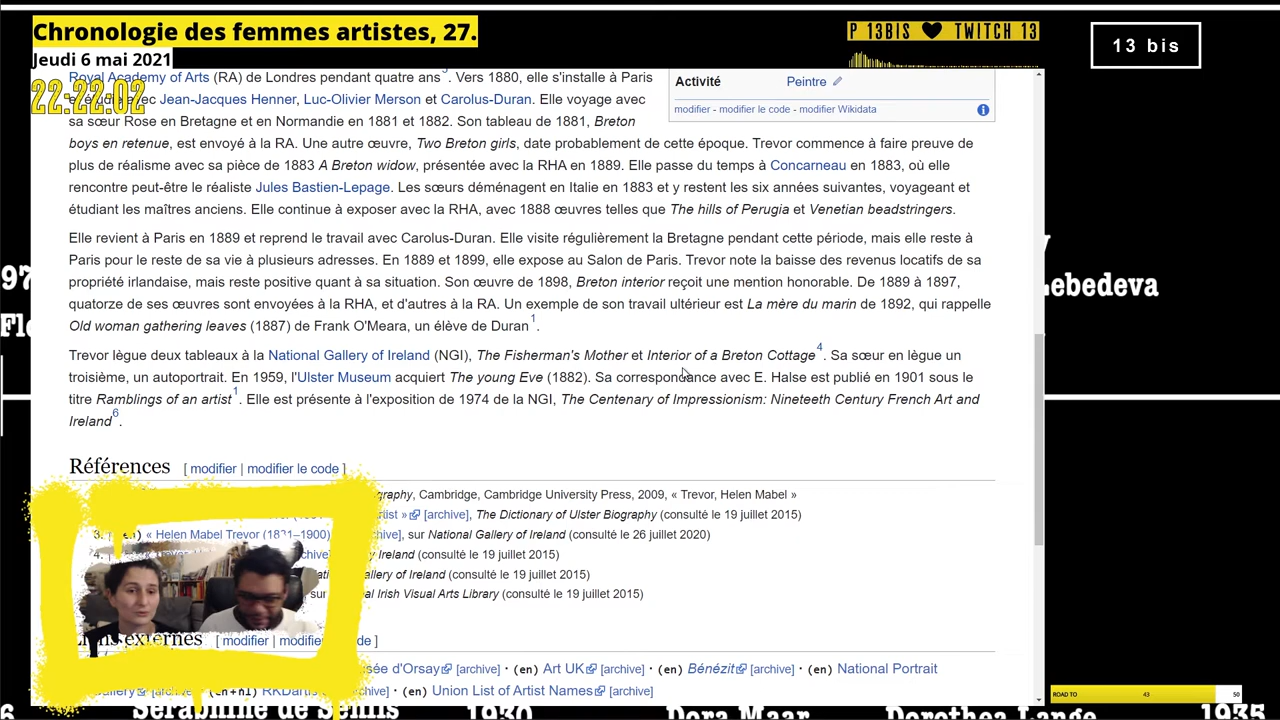 Chronologie des femmes artistes, 27.
Jeudi 6 mai 2021
22:22:02
P 13BIS TWITCH 13
13 bis
Royal Academy of Arts (RA) de Londres pendant quatre ans. Vers 1880, elle s'installe à Paris
avec Jean-Jacques Henner, Luc-Olivier Merson et Carolus-Duran. Elle voyage avec
sa sœur Rose en Bretagne et en Normandie en 1881 et 1882. Son tableau de 1881, Breton
boys en retenue, est envoyé à la RA. Une autre œuvre, Two Breton girls, date probablement de cette époque. Trevor commence à faire preuve de
plus de réalisme avec sa pièce de 1883 A Breton widow, présentée avec la RHA en 1889. Elle passe du temps à Concarneau en 1883, où elle
rencontre peut-être le réaliste Jules Bastien-Lepage. Les sœurs déménagent en Italie en 1883 et y restent les six années suivantes, voyageant et
étudiant les maîtres anciens. Elle continue à exposer avec la RHA, avec 1888 œuvres telles que The hills of Perugia et Venetian beadstringers.
Activité Peintre
modifier - modifier le code - modifier Wikidata
Elle revient à Paris en 1889 et reprend le travail avec Carolus-Duran. Elle visite régulièrement la Bretagne pendant cette période, mais elle reste à
Paris pour le reste de sa vie à plusieurs adresses. En 1889 et 1899, elle expose au Salon de Paris. Trevor note la baisse des revenus locatifs de sa
propriété irlandaise, mais reste positive quant à sa situation. Son œuvre de 1898, Breton interior reçoit une mention honorable. De 1889 à 1897,
quatorze de ses œuvres sont envoyées à la RHA, et d'autres à la RA. Un exemple de son travail ultérieur est La mère du marin de 1892, qui rappelle
Old woman gathering leaves (1887) de Frank O'Meara, un élève de Duran 1.
Trevor lègue deux tableaux à la National Gallery of Ireland (NGI), The Fisherman's Mother et Interior of a Breton Cottage 4. Sa sœur en lègue un
troisième, un autoportrait. En 1959, l'Ulster Museum acquiert The young Eve (1882). Sa correspondance avec E. Halse est publié en 1901 sous le
titre Ramblings of an artist 1. Elle est présente à l'exposition de 1974 de la NGI, The Centenary of Impressionism: Nineteeth Century French Art and
Ireland 6.
Références [ modifier | modifier le code ]
Cambridge, Cambridge University Press, 2009, « Trevor, Helen Mabel »
[archive], The Dictionary of Ulster Biography (consulté le 19 juillet 2015)
3. « Helen Mabel Trevor (1831–1900) sur National Gallery of Ireland (consulté le 26 juillet 2020)
4. Ireland (consulté le 19 juillet 2015)
Gallery of Ireland (consulté le 19 juillet 2015)
sur Irish Visual Arts Library (consulté le 19 juillet 2015)
externes [ modifier | code ]
d'Orsay [archive] · (en) Art UK [archive] · (en) Bénézit [archive] · (en) National Portrait
(en+nl) RKDartists · (en) Union List of Artist Names [archive]
97
Fle
Lebedeva
ROAD TO 43 50
6
Séraphine de Senlis 1930 Dora Maar Dorothea Lange 1935